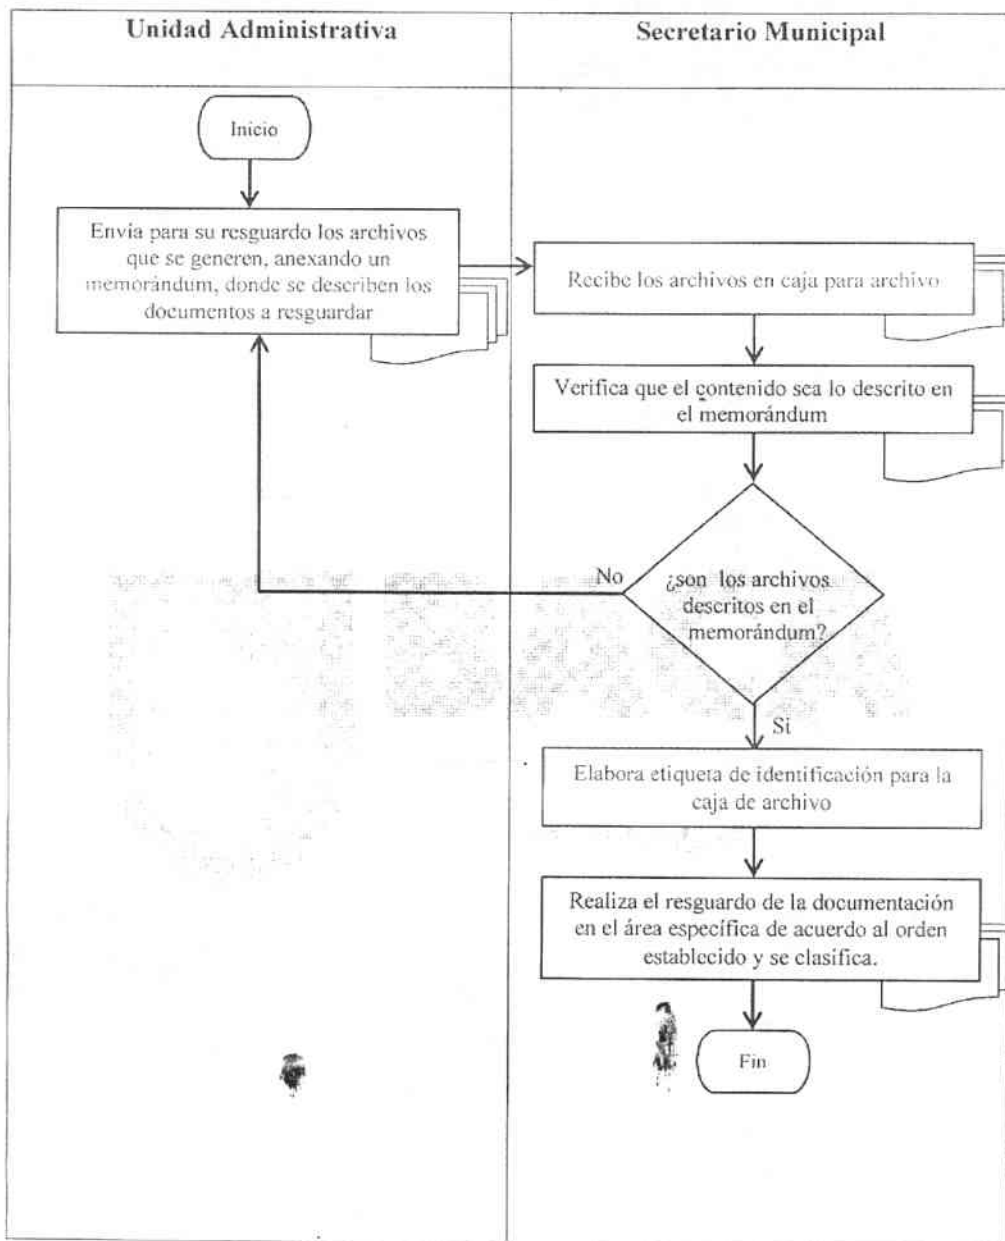 Unidad Administrativa
Secretario Municipal
Inicio
Envía para su resguardo los archivos
que se generen, anexando un
memorándum, donde se describen los
documentos a resguardar
Recibe los archivos en caja para archivo
Verifica que el contenido sea lo descrito en
el memorándum
No
¿son los archivos
descritos en el
memorándum?
Si
Elabora etiqueta de identificación para la
caja de archivo
Realiza el resguardo de la documentación
en el área específica de acuerdo al orden
establecido y se clasifica.
Fin